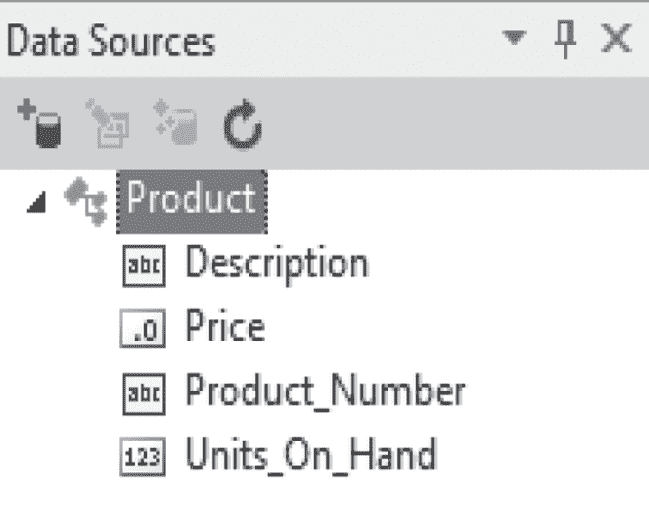 Data Sources
Product
abc Description
.0 Price
abc Product_Number
123 Units_On_Hand